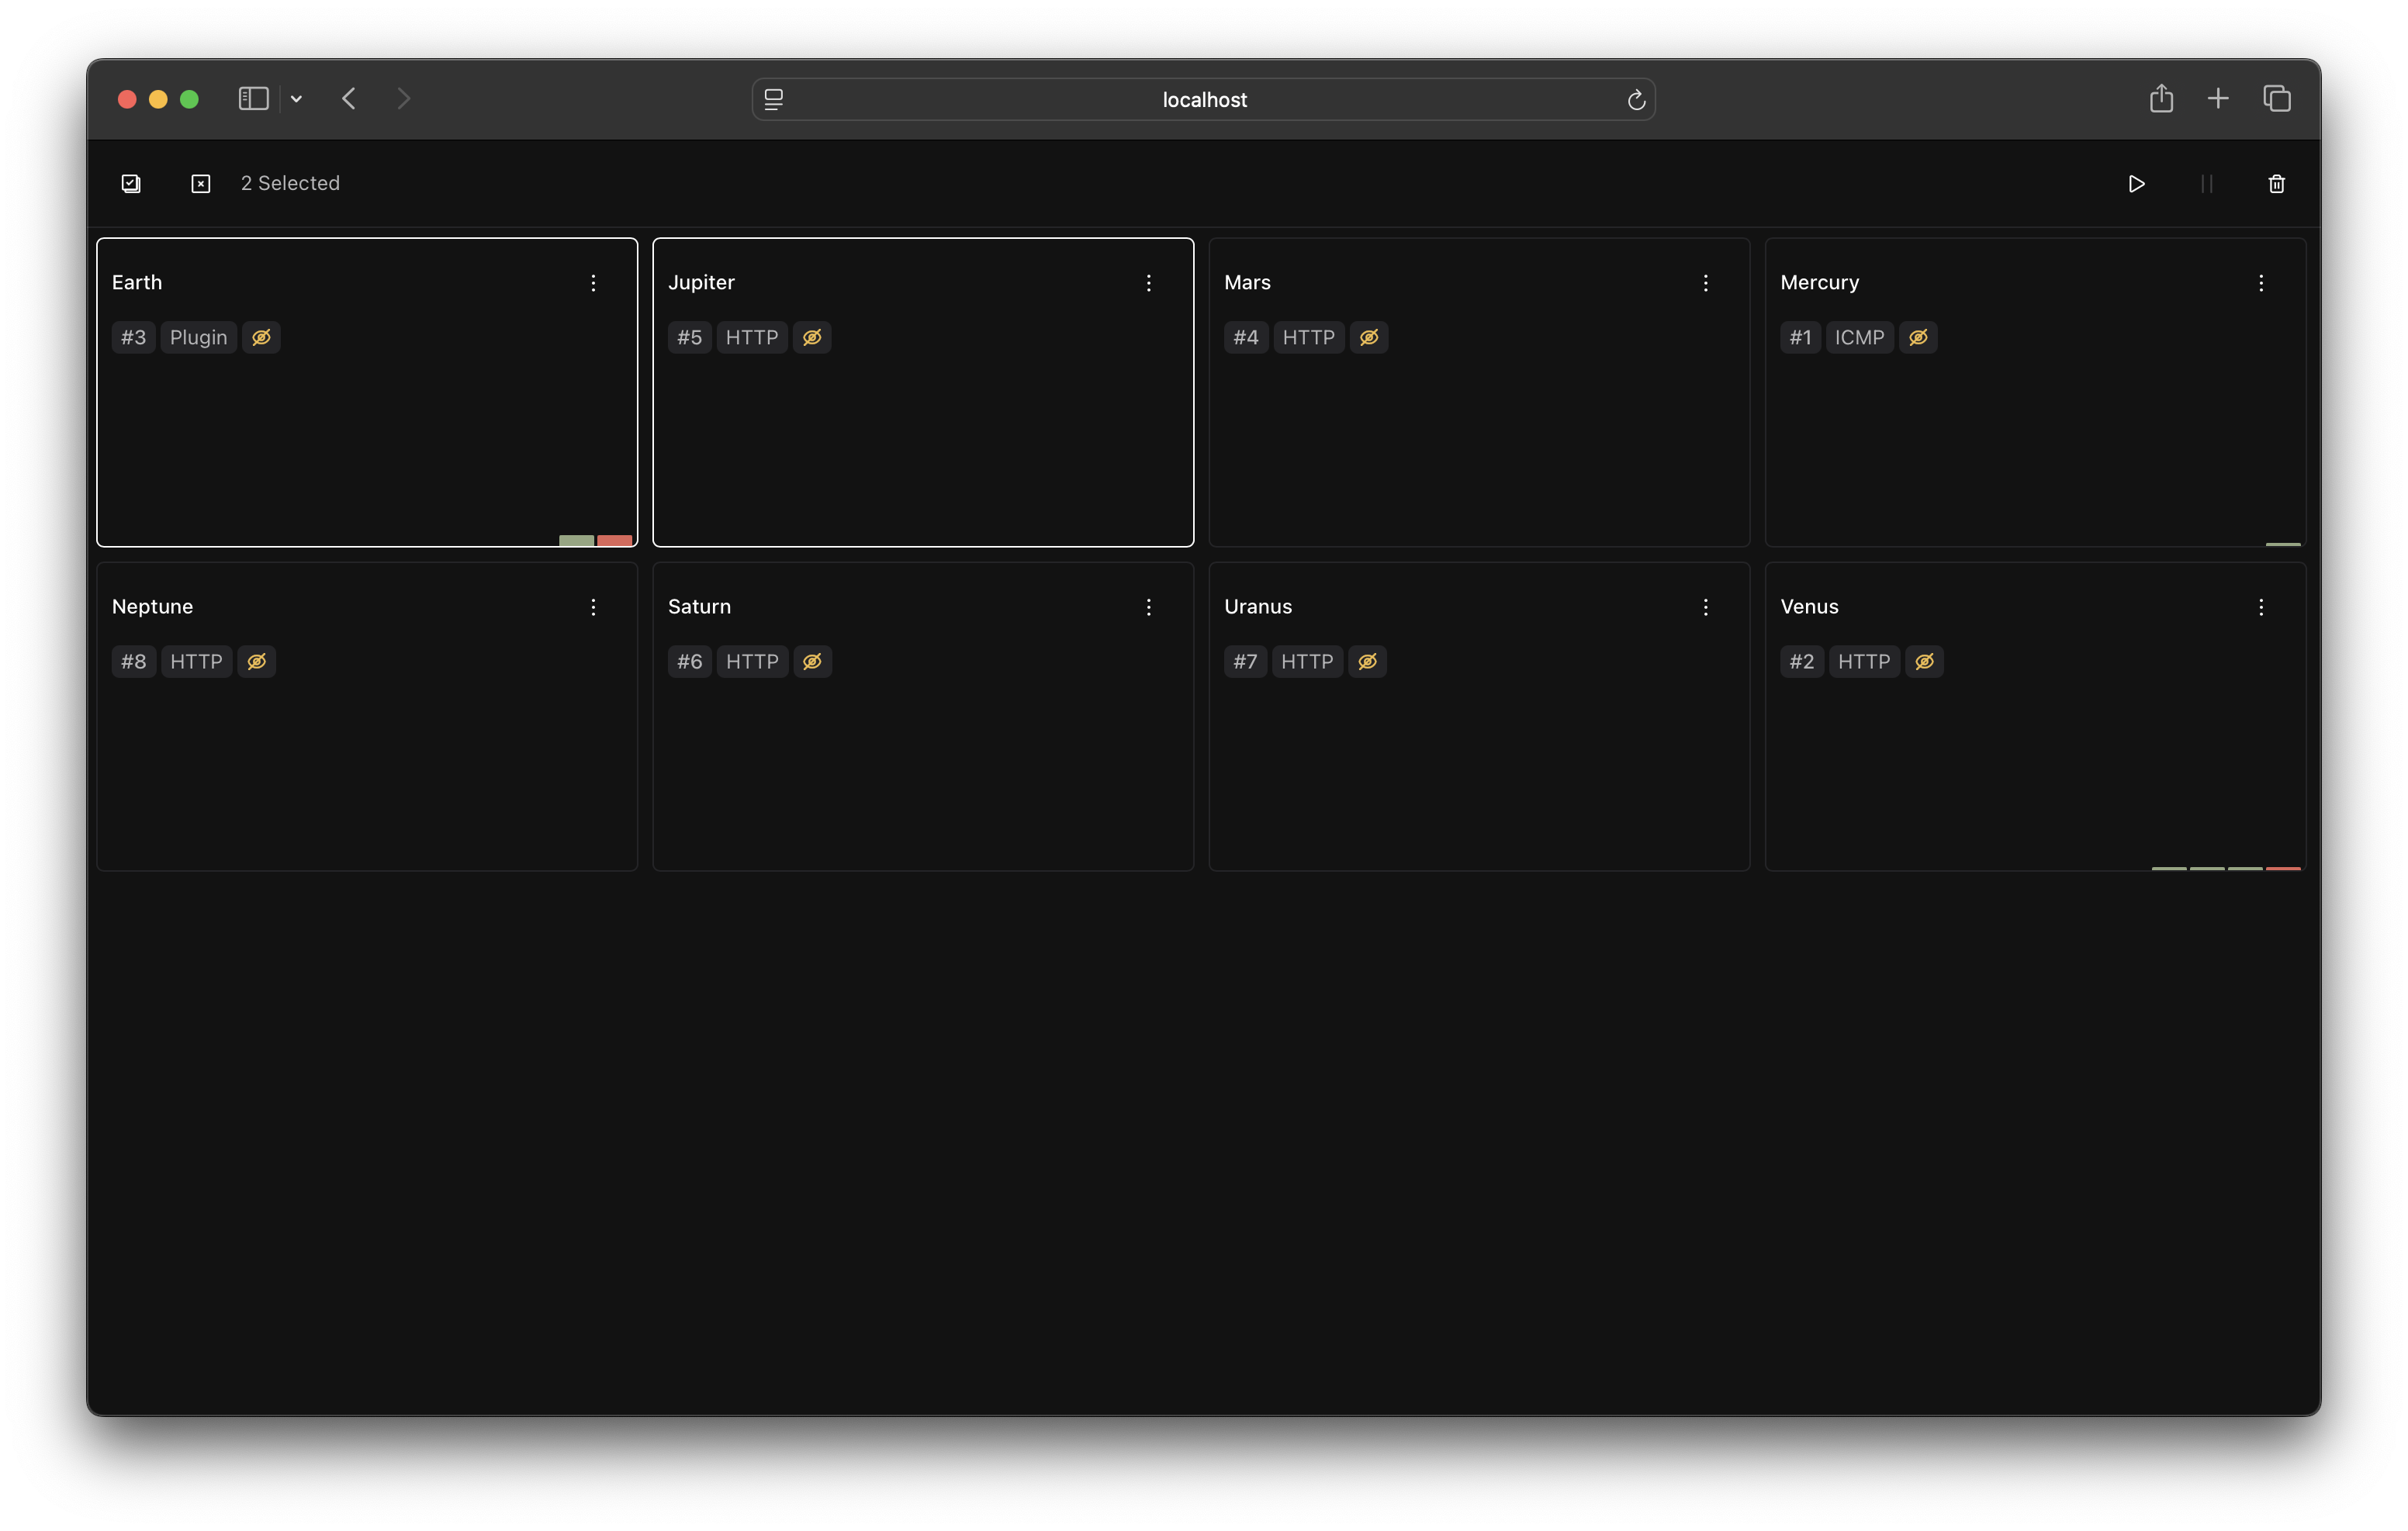 localhost
2 Selected
Earth
#3 Plugin
Jupiter
#5 HTTP
Mars
#4 HTTP
Mercury
#1 ICMP
Neptune
#8 HTTP
Saturn
#6 HTTP
Uranus
#7 HTTP
Venus
#2 HTTP